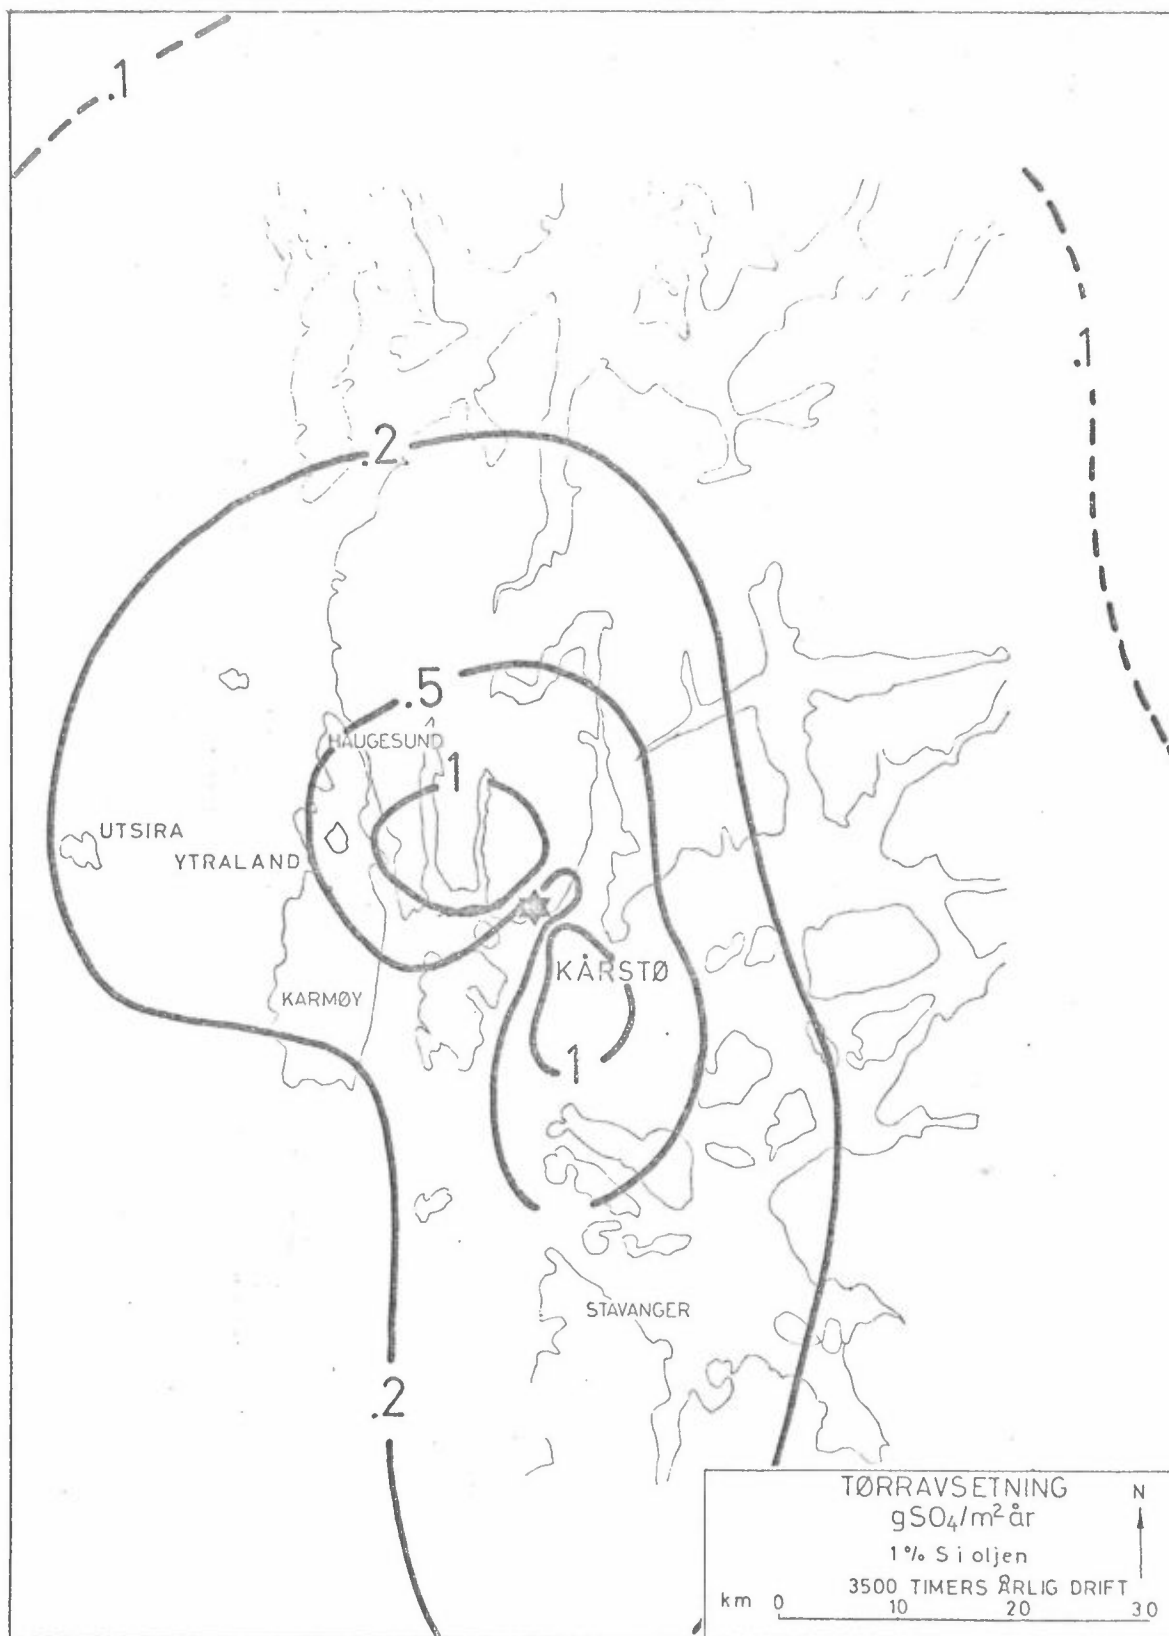 .1
.1
.2
.5
HAUGESUND
1
UTSIRA
YTRALAND
KÅRSTØ
KARMØY
1
STAVANGER
.2
TØRRAVSETNING
gSO₄/m² år
1% S i oljen
3500 TIMERS ÅRLIG DRIFT
N
km 0 10 20 30